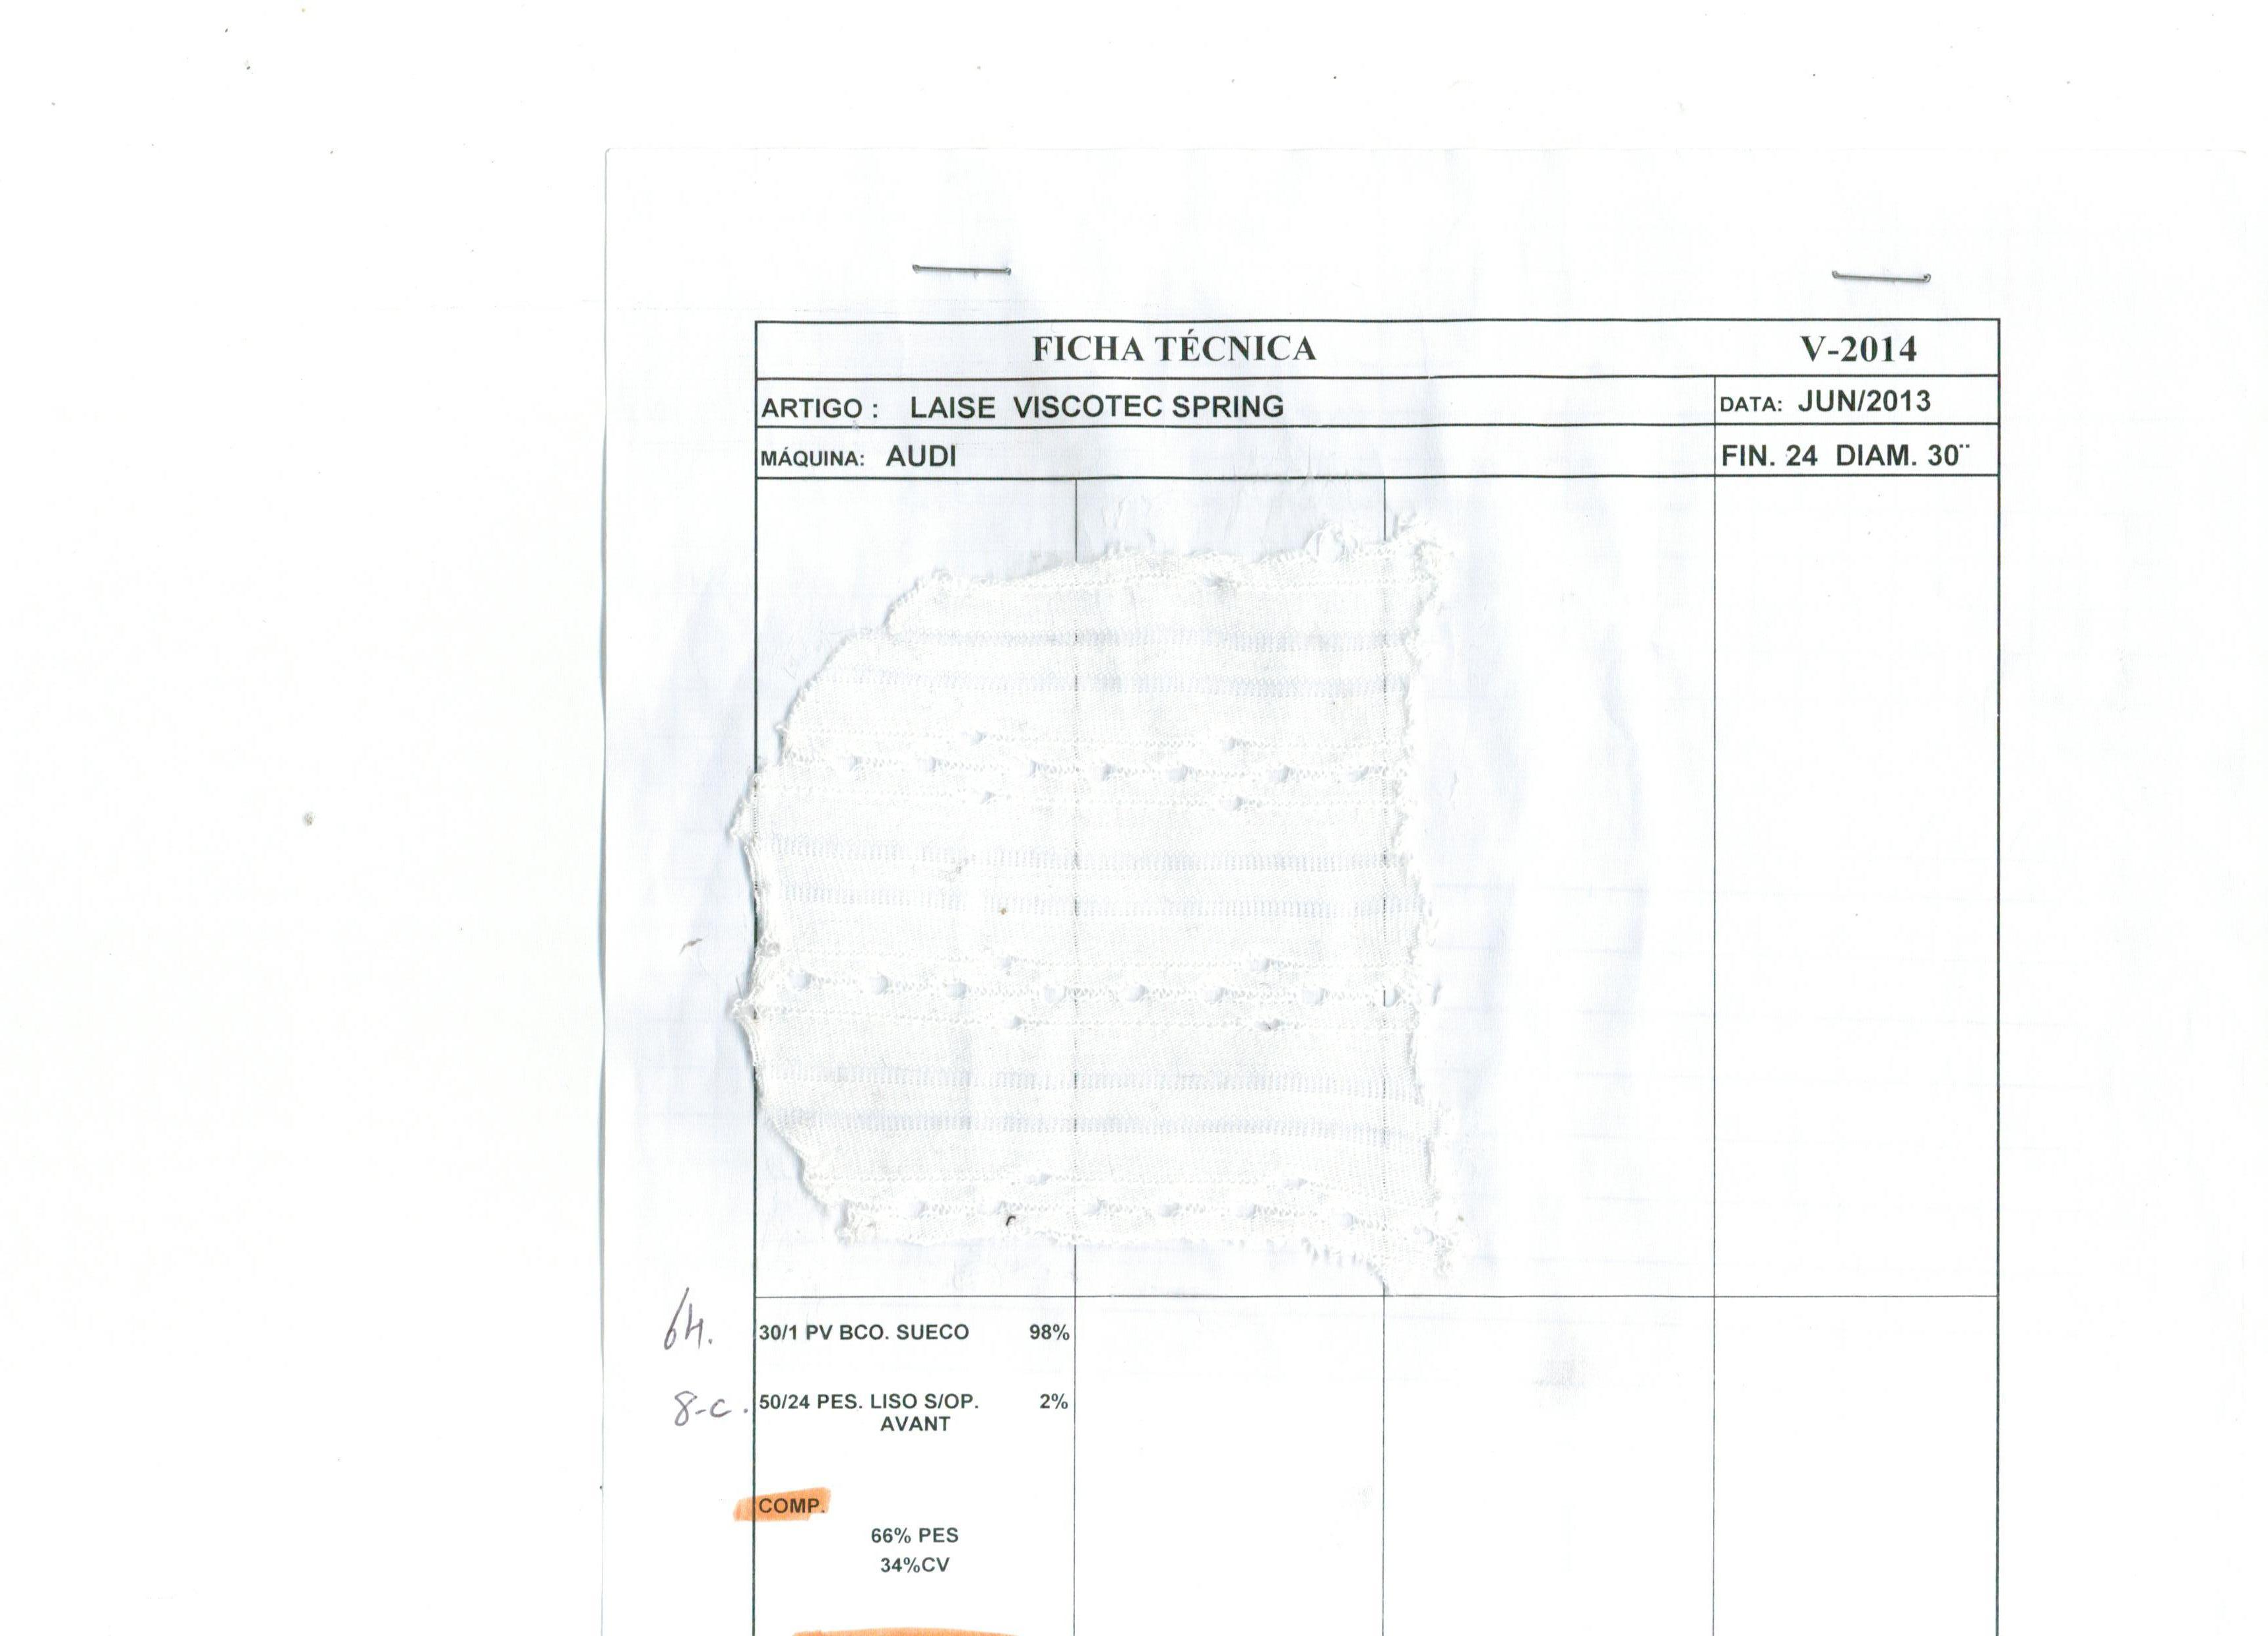 FICHA TÉCNICA V-2014
ARTIGO : LAISE VISCOTEC SPRING DATA: JUN/2013
MÁQUINA: AUDI FIN. 24 DIAM. 30¨
64. 30/1 PV BCO. SUECO 98%
8-c. 50/24 PES. LISO S/OP. 2%
AVANT
COMP.
66% PES
34%CV